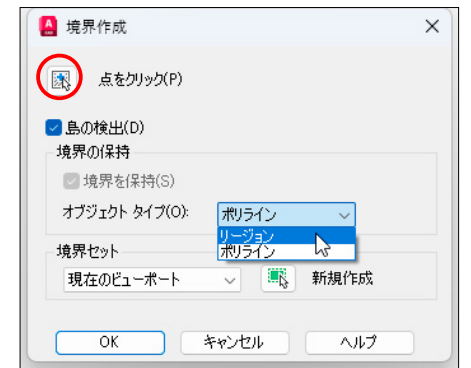 境界作成
点をクリック(P)
島の検出(D)
境界の保持
境界を保持(S)
オブジェクト タイプ(O):
ポリライン
リージョン
ポリライン
境界セット
現在のビューポート
新規作成
OK
キャンセル
ヘルプ